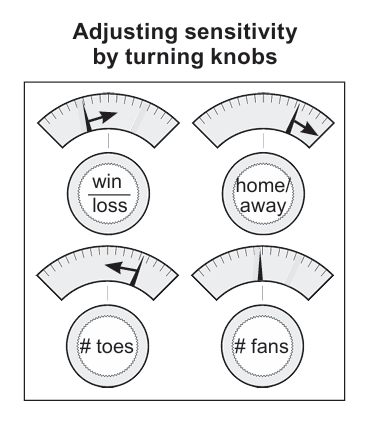 Adjusting sensitivity
by turning knobs
win
loss
home/
away
# toes
# fans